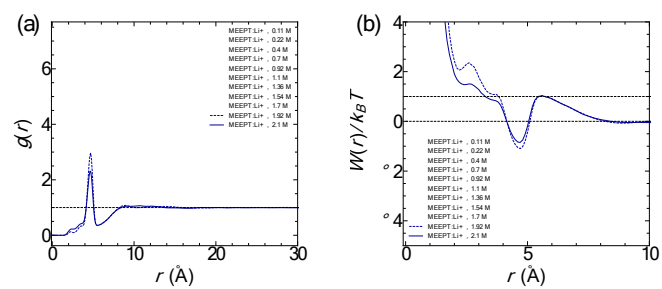 (a)
MEEPT:Li+ , 0.11 M
MEEPT:Li+ , 0.22 M
MEEPT:Li+ , 0.4 M
MEEPT:Li+ , 0.7 M
MEEPT:Li+ , 0.92 M
MEEPT:Li+ , 1.1 M
MEEPT:Li+ , 1.36 M
MEEPT:Li+ , 1.54 M
MEEPT:Li+ , 1.7 M
MEEPT:Li+ , 1.92 M
MEEPT:Li+ , 2.1 M
g(r)
4
2
0
0
10
20
30
r (Å)
(b)
W(r)/k_BT
4
2
0
°
°
4
MEEPT:Li+ , 0.11 M
MEEPT:Li+ , 0.22 M
MEEPT:Li+ , 0.4 M
MEEPT:Li+ , 0.7 M
MEEPT:Li+ , 0.92 M
MEEPT:Li+ , 1.1 M
MEEPT:Li+ , 1.36 M
MEEPT:Li+ , 1.54 M
MEEPT:Li+ , 1.7 M
MEEPT:Li+ , 1.92 M
MEEPT:Li+ , 2.1 M
0
5
10
r (Å)